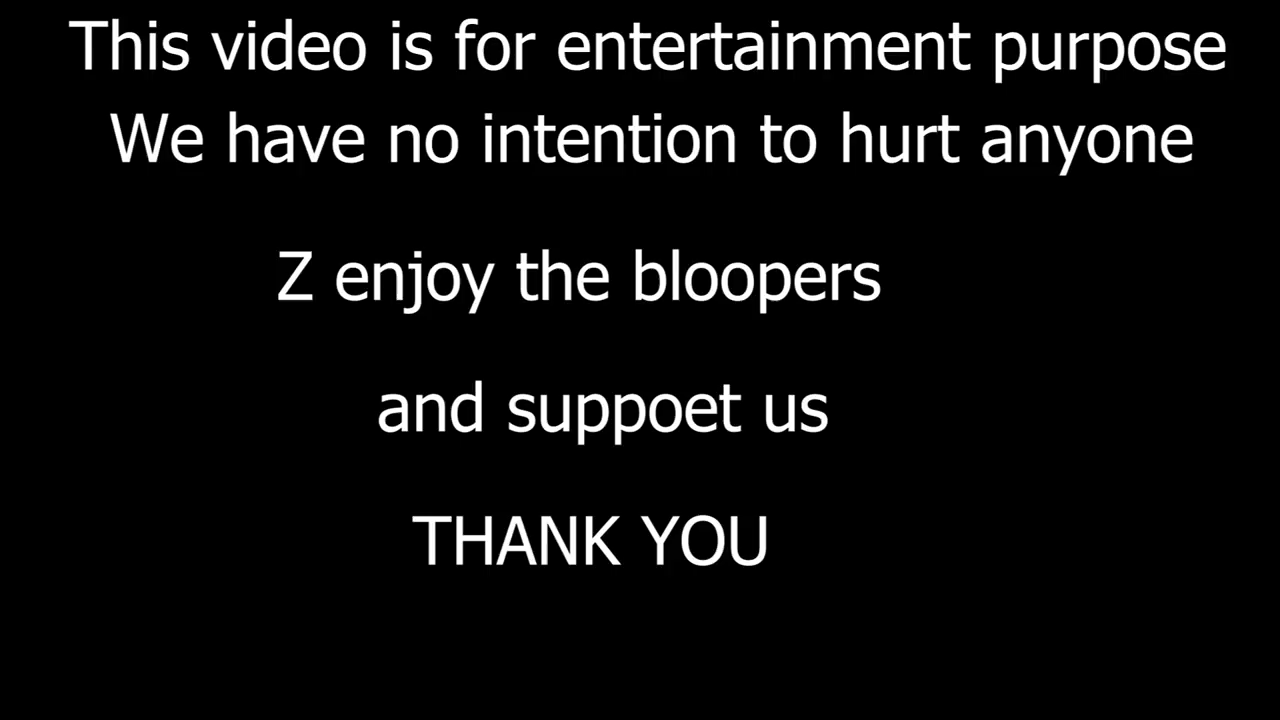 This video is for entertainment purpose
We have no intention to hurt anyone
Z enjoy the bloopers
and suppoet us
THANK YOU